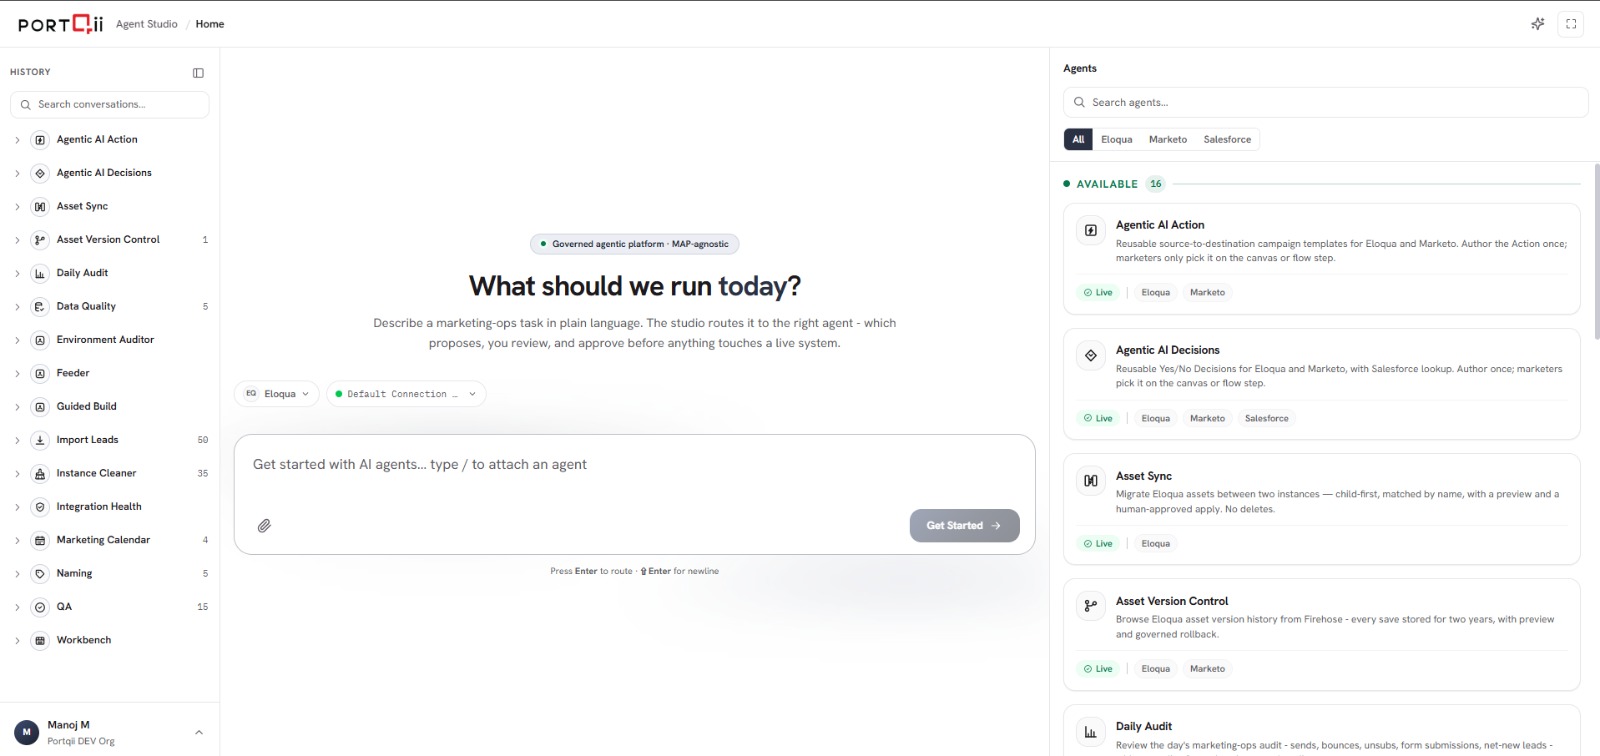 PORTQii Agent Studio / Home
HISTORY
Search conversations...
Agentic AI Action
Agentic AI Decisions
Asset Sync
Asset Version Control 1
Daily Audit
Data Quality 5
Environment Auditor
Feeder
Guided Build
Import Leads 50
Instance Cleaner 35
Integration Health
Marketing Calendar 4
Naming 5
QA 15
Workbench
M
Manoj M
Portqii DEV Org
Governed agentic platform · MAP-agnostic
What should we run today?
Describe a marketing-ops task in plain language. The studio routes it to the right agent - which
proposes, you review, and approve before anything touches a live system.
EQ Eloqua
Default Connection …
Get started with AI agents... type / to attach an agent
Get Started →
Press Enter to route · ⇧ Enter for newline
Agents
Search agents...
All Eloqua Marketo Salesforce
AVAILABLE 16
Agentic AI Action
Reusable source-to-destination campaign templates for Eloqua and Marketo. Author the Action once;
marketers only pick it on the canvas or flow step.
Live Eloqua Marketo
Agentic AI Decisions
Reusable Yes/No Decisions for Eloqua and Marketo, with Salesforce lookup. Author once; marketers
pick it on the canvas or flow step.
Live Eloqua Marketo Salesforce
Asset Sync
Migrate Eloqua assets between two instances — child-first, matched by name, with a preview and a
human-approved apply. No deletes.
Live Eloqua
Asset Version Control
Browse Eloqua asset version history from Firehose - every save stored for two years, with preview
and governed rollback.
Live Eloqua Marketo
Daily Audit
Review the day's marketing-ops audit - sends, bounces, unsubs, form submissions, net-new leads -